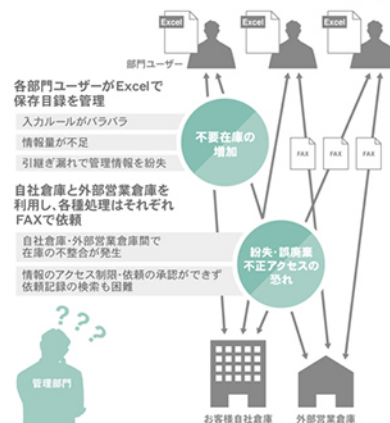 Excel
Excel
Excel
部門ユーザー
各部門ユーザーがExcelで
保存目録を管理
入力ルールがバラバラ
情報量が不足
引継ぎ漏れで管理情報を紛失
不要在庫の
増加
FAX
FAX
FAX
自社倉庫と外部営業倉庫を
利用し、各種処理はそれぞれ
FAXで依頼
自社倉庫・外部営業倉庫間で
在庫の不整合が発生
情報のアクセス制限・依頼の承認ができず
依頼記録の検索も困難
紛失・誤廃棄
不正アクセスの
恐れ
? ? ?
管理部門
お客様自社倉庫
外部営業倉庫